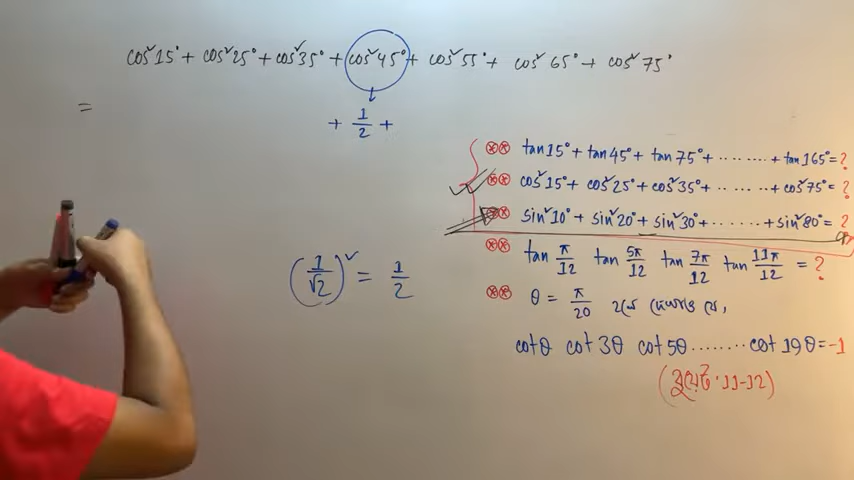 cos²15° + cos²25° + cos²35° + cos²45° + cos²55° + cos²65° + cos²75°
=
+ 1/2 +
(1/√2)² = 1/2
⊗⊗ tan15° + tan45° + tan75° + ........ + tan165° = ?
⊗⊗ cos²15° + cos²25° + cos²35° + ........ + cos²75° = ?
⊗⊗ sin²10° + sin²20° + sin²30° + ........ + sin²80° = ?
⊗⊗ tan π/12 tan 5π/12 tan 7π/12 tan 11π/12 = ?
⊗⊗ θ = π/20 হলে দেখাও যে,
cotθ cot3θ cot5θ ........ cot19θ = -1
(বুয়েট' 11-12)